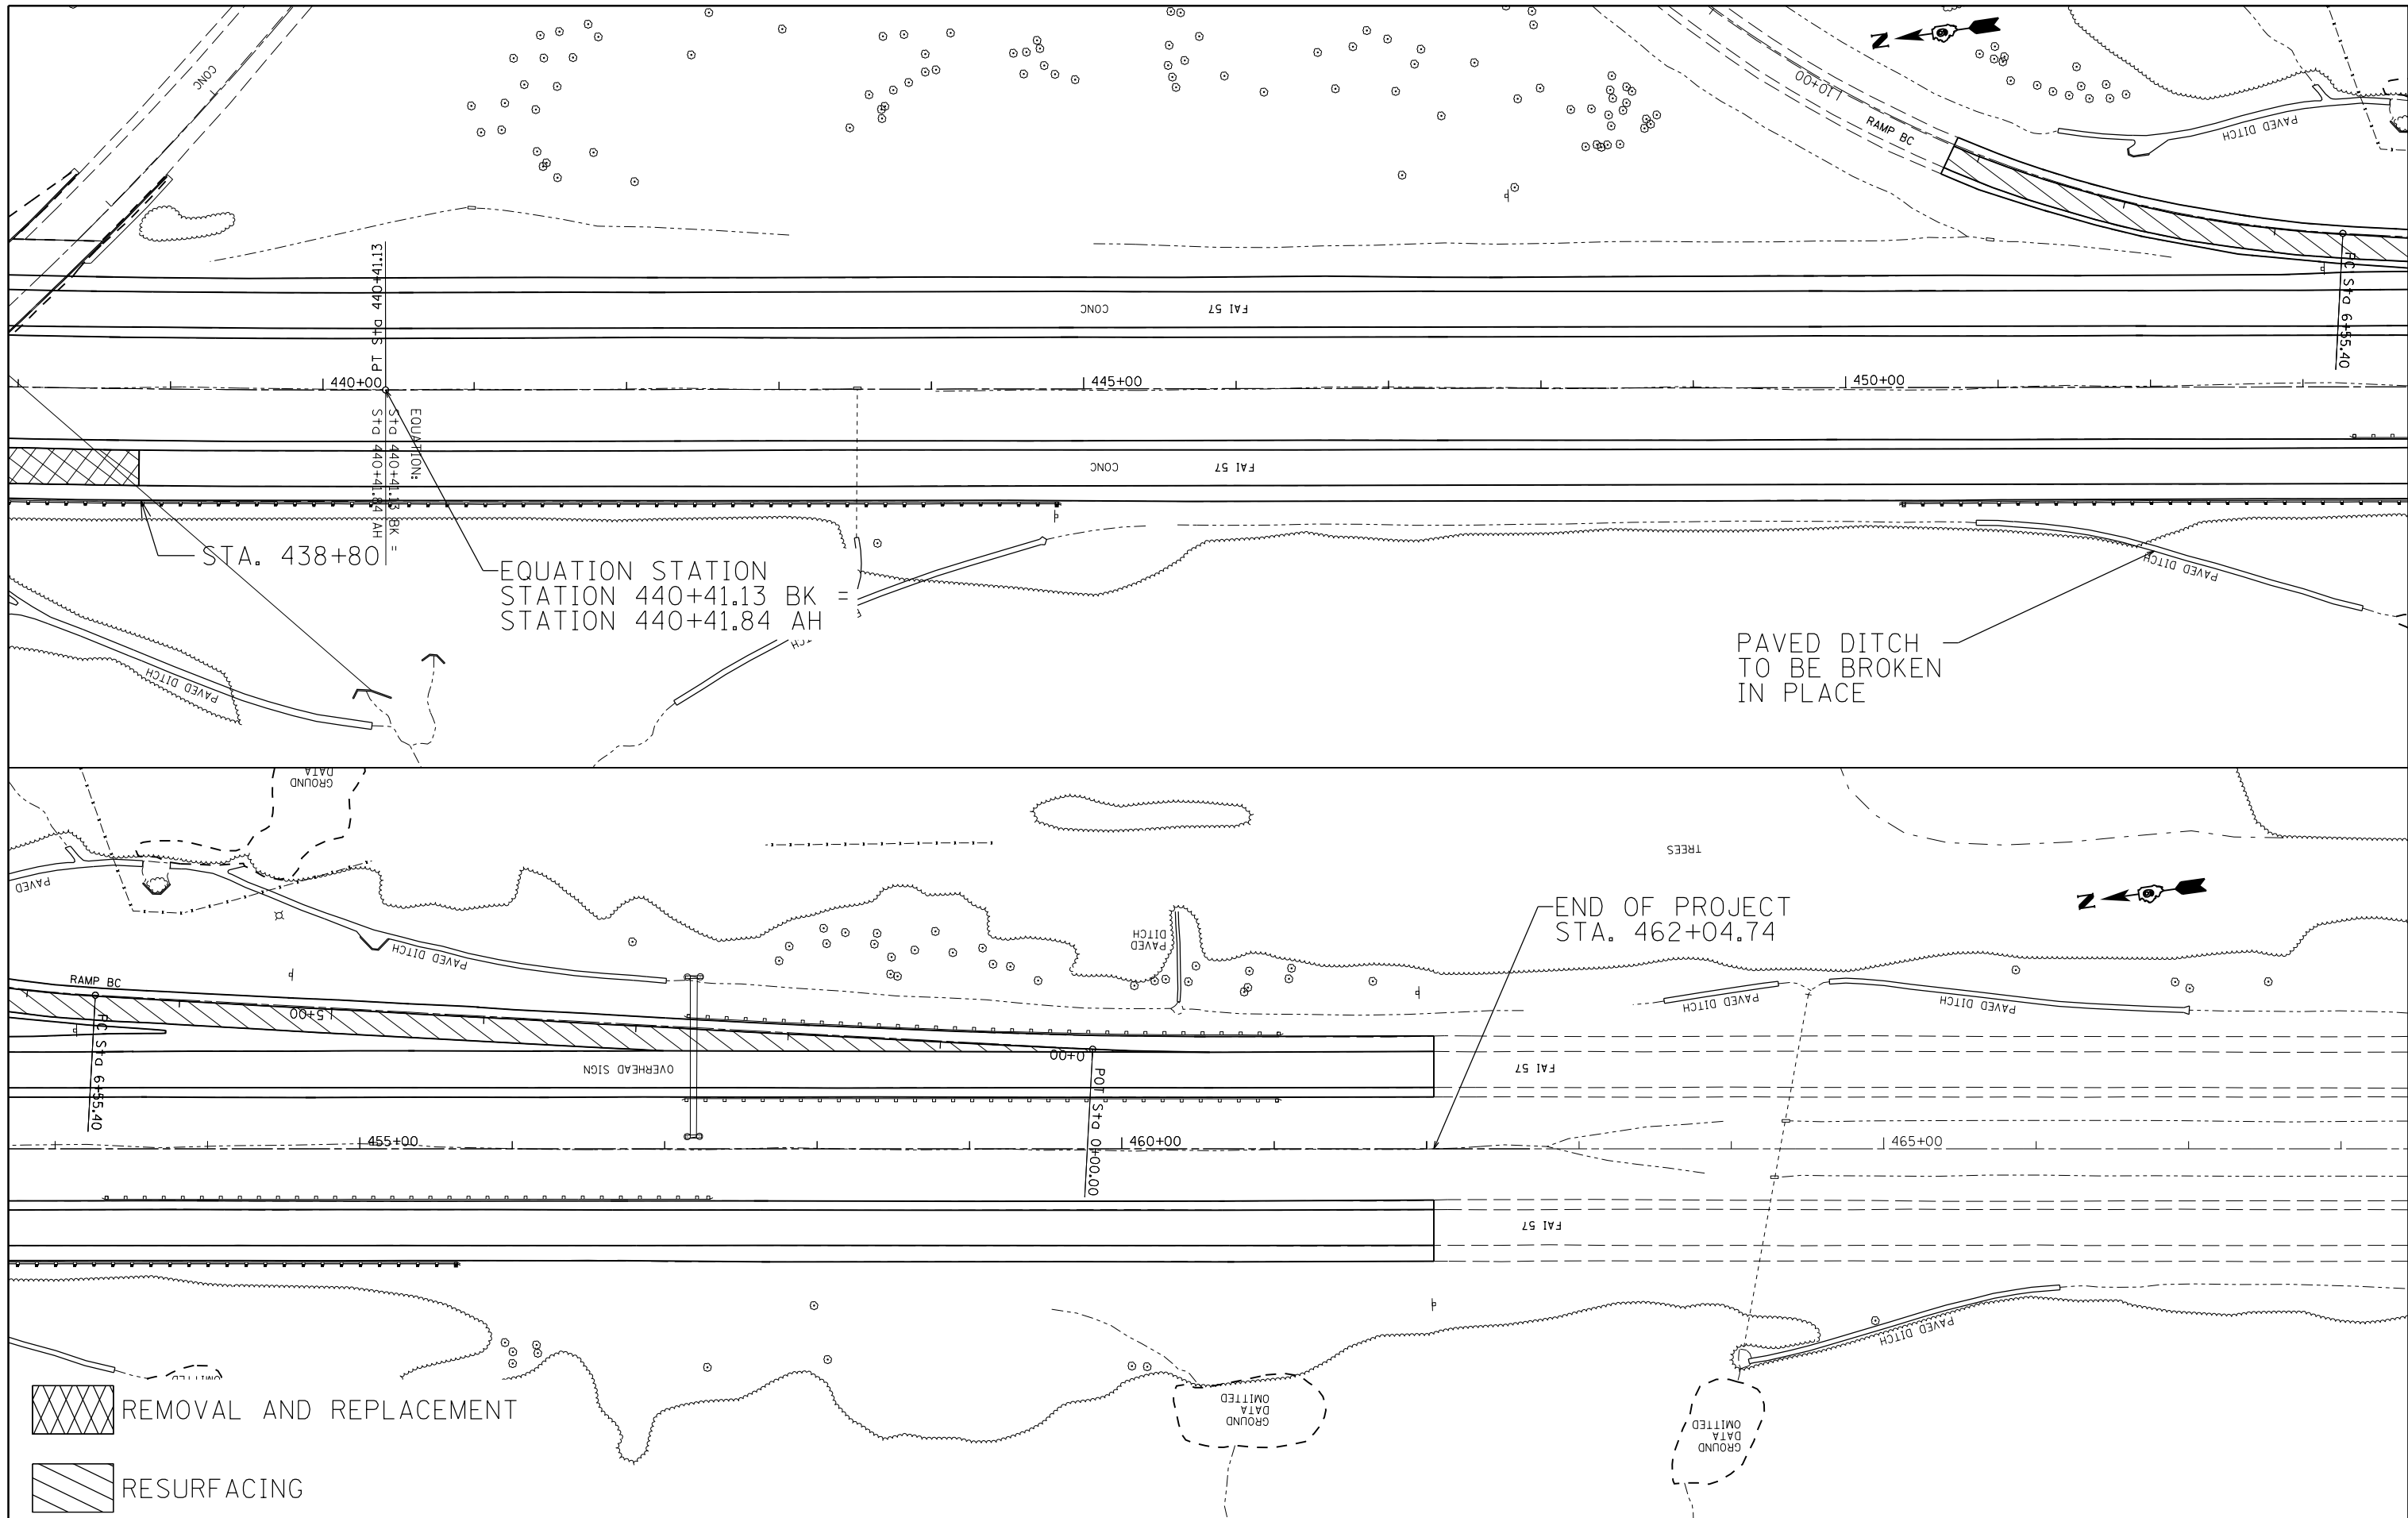 CONC
N
10+00
RAMP BC
PAVED DITCH
PT Sta 440+41.13
CONC
FAI 57
PC Sta 6+55.40
440+00
445+00
450+00
EQUATION:
Sta 440+41.13 BK =
Sta 440+41.84 AH
CONC
FAI 57
STA. 438+80
EQUATION STATION
STATION 440+41.13 BK =
STATION 440+41.84 AH
PAVED DITCH
PAVED DITCH
CH
PAVED DITCH
TO BE BROKEN
IN PLACE
GROUND
DATA
TREES
PAVED
N
END OF PROJECT
STA. 462+04.74
PAVED DITCH
PAVED
DITCH
RAMP BC
PAVED DITCH
PAVED DITCH
5+00
0+00
PC Sta 6+55.40
OVERHEAD SIGN
FAI 57
POT Sta 0+00.00
455+00
460+00
465+00
FAI 57
PAVED DITCH
OMITTED
GROUND
DATA
OMITTED
GROUND
DATA
OMITTED
REMOVAL AND REPLACEMENT
RESURFACING